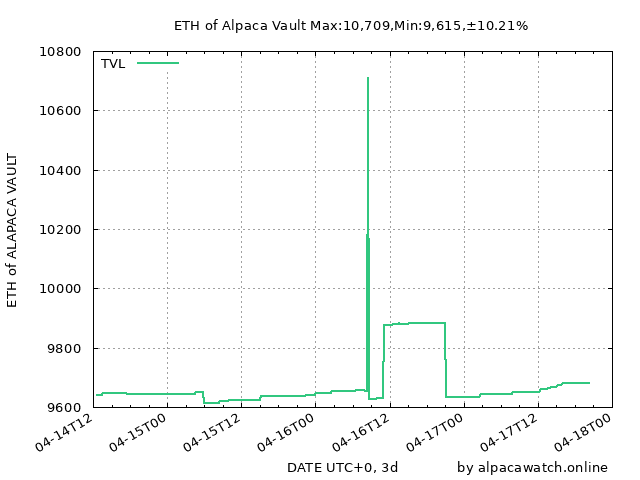 ETH of Alpaca Vault Max:10,709,Min:9,615,±10.21%
TVL
10800
10600
10400
10200
10000
9800
9600
ETH of ALAPACA VAULT
04-14T12
04-15T00
04-15T12
04-16T00
04-16T12
04-17T00
04-17T12
04-18T00
DATE UTC+0, 3d
by alpacawatch.online